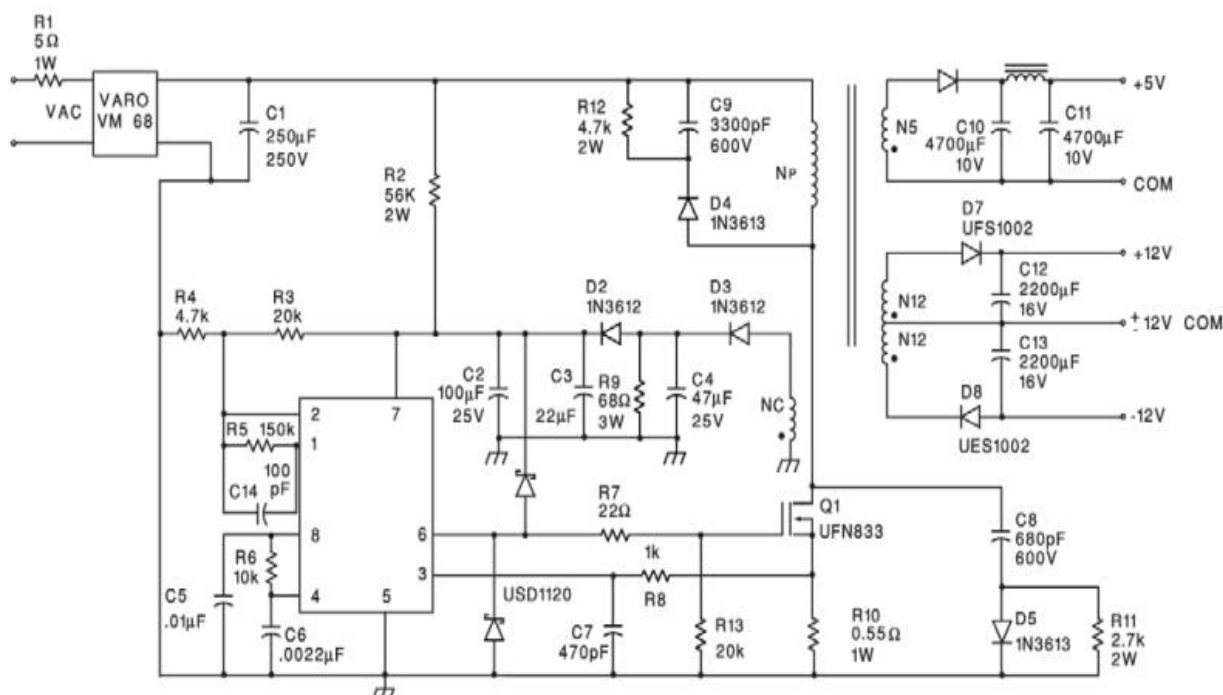 R1
5Ω
1W
VAC
VARO
VM 68
C1
250µF
250V
R2
56K
2W
R12
4.7k
2W
C9
3300pF
600V
D4
1N3613
NP
N5
C10
4700µF
10V
C11
4700µF
10V
+5V
COM
D7
UFS1002
N12
N12
C12
2200µF
16V
C13
2200µF
16V
D8
UES1002
+12V
± 12V COM
-12V
R4
4.7k
R3
20k
D2
1N3612
D3
1N3612
C2
100µF
25V
C3
22µF
R9
68Ω
3W
C4
47µF
25V
NC
2
7
R5 150k
1
100
pF
C14
8
R6
10k
4
5
6
3
C5
.01µF
C6
.0022µF
USD1120
R7
22Ω
1k
R8
C7
470pF
R13
20k
Q1
UFN833
R10
0.55Ω
1W
C8
680pF
600V
D5
1N3613
R11
2.7k
2W